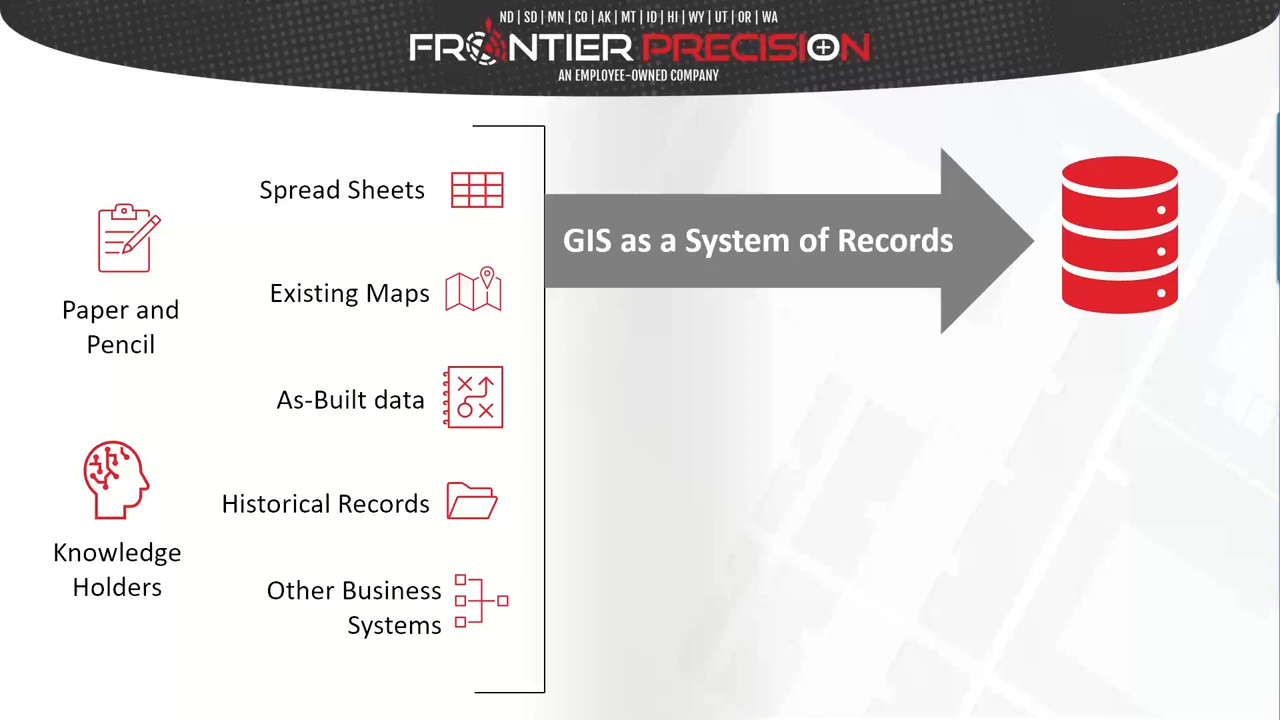 ND | SD | MN | CO | AK | MT | ID | HI | WY | UT | OR | WA
FRONTIER PRECISION
AN EMPLOYEE-OWNED COMPANY
Paper and
Pencil
Knowledge
Holders
Spread Sheets
Existing Maps
As-Built data
Historical Records
Other Business
Systems
GIS as a System of Records